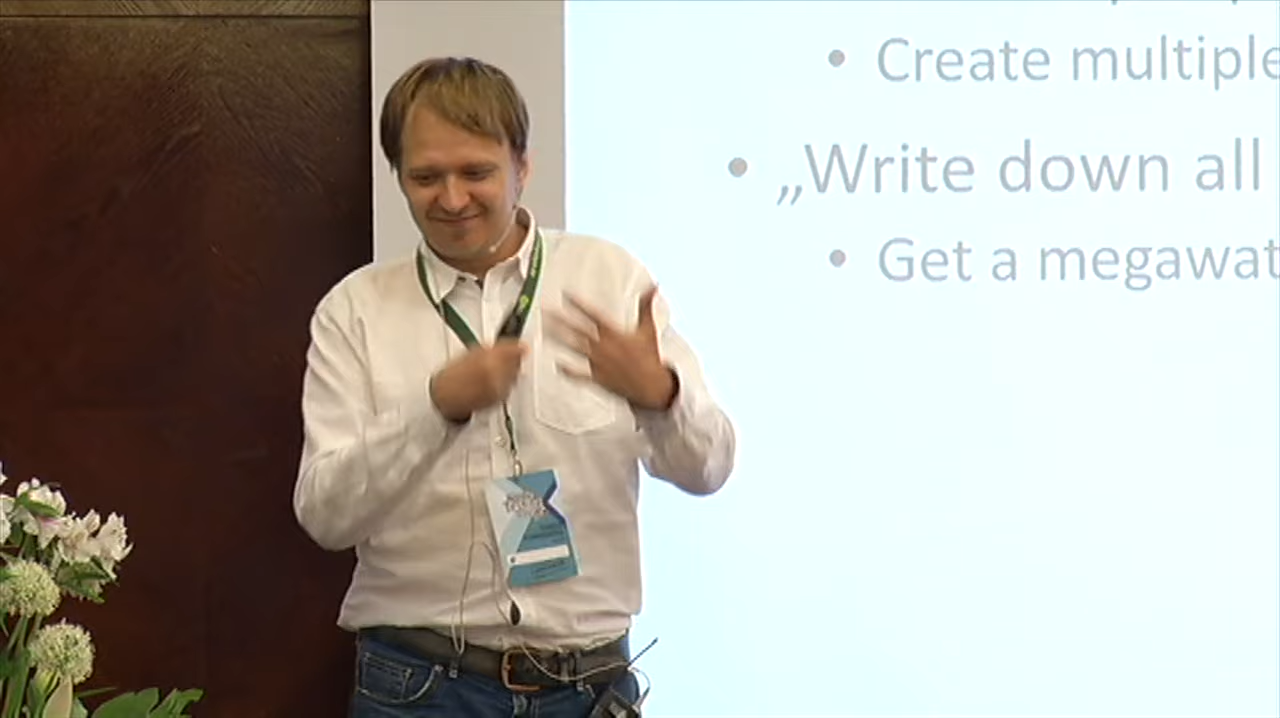 • Create multiple
• „Write down all
• Get a megawat